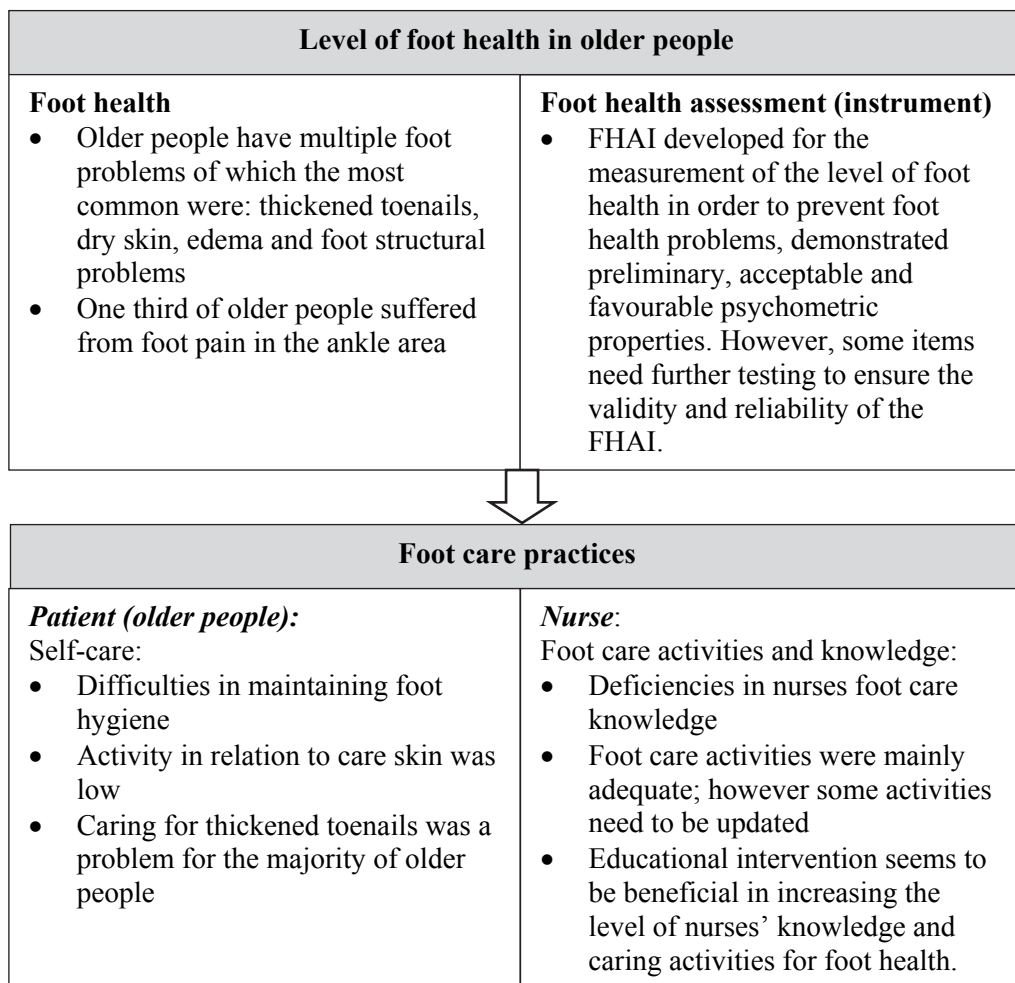 Level of foot health in older people
Foot health
• Older people have multiple foot
problems of which the most
common were: thickened toenails,
dry skin, edema and foot structural
problems
• One third of older people suffered
from foot pain in the ankle area
Foot health assessment (instrument)
• FHAI developed for the
measurement of the level of foot
health in order to prevent foot
health problems, demonstrated
preliminary, acceptable and
favourable psychometric
properties. However, some items
need further testing to ensure the
validity and reliability of the
FHAI.
Foot care practices
Patient (older people):
Self-care:
• Difficulties in maintaining foot
hygiene
• Activity in relation to care skin was
low
• Caring for thickened toenails was a
problem for the majority of older
people
Nurse:
Foot care activities and knowledge:
• Deficiencies in nurses foot care
knowledge
• Foot care activities were mainly
adequate; however some activities
need to be updated
• Educational intervention seems to
be beneficial in increasing the
level of nurses’ knowledge and
caring activities for foot health.